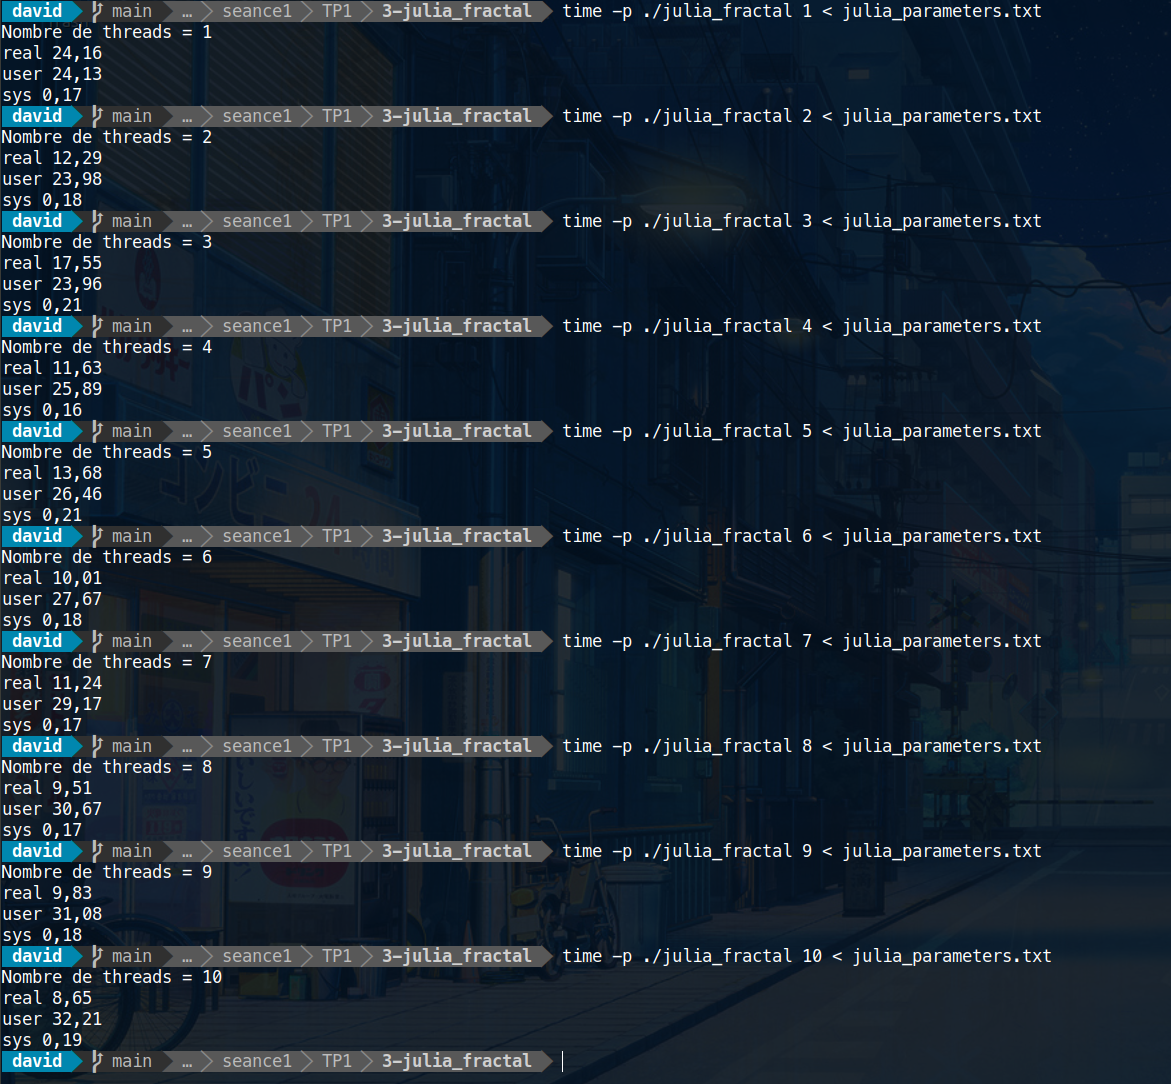 david main … seance1 TP1 3-julia_fractal time -p ./julia_fractal 1 < julia_parameters.txt
Nombre de threads = 1
real 24,16
user 24,13
sys 0,17
david main … seance1 TP1 3-julia_fractal time -p ./julia_fractal 2 < julia_parameters.txt
Nombre de threads = 2
real 12,29
user 23,98
sys 0,18
david main … seance1 TP1 3-julia_fractal time -p ./julia_fractal 3 < julia_parameters.txt
Nombre de threads = 3
real 17,55
user 23,96
sys 0,21
david main … seance1 TP1 3-julia_fractal time -p ./julia_fractal 4 < julia_parameters.txt
Nombre de threads = 4
real 11,63
user 25,89
sys 0,16
david main … seance1 TP1 3-julia_fractal time -p ./julia_fractal 5 < julia_parameters.txt
Nombre de threads = 5
real 13,68
user 26,46
sys 0,21
david main … seance1 TP1 3-julia_fractal time -p ./julia_fractal 6 < julia_parameters.txt
Nombre de threads = 6
real 10,01
user 27,67
sys 0,18
david main … seance1 TP1 3-julia_fractal time -p ./julia_fractal 7 < julia_parameters.txt
Nombre de threads = 7
real 11,24
user 29,17
sys 0,17
david main … seance1 TP1 3-julia_fractal time -p ./julia_fractal 8 < julia_parameters.txt
Nombre de threads = 8
real 9,51
user 30,67
sys 0,17
david main … seance1 TP1 3-julia_fractal time -p ./julia_fractal 9 < julia_parameters.txt
Nombre de threads = 9
real 9,83
user 31,08
sys 0,18
david main … seance1 TP1 3-julia_fractal time -p ./julia_fractal 10 < julia_parameters.txt
Nombre de threads = 10
real 8,65
user 32,21
sys 0,19
david main … seance1 TP1 3-julia_fractal